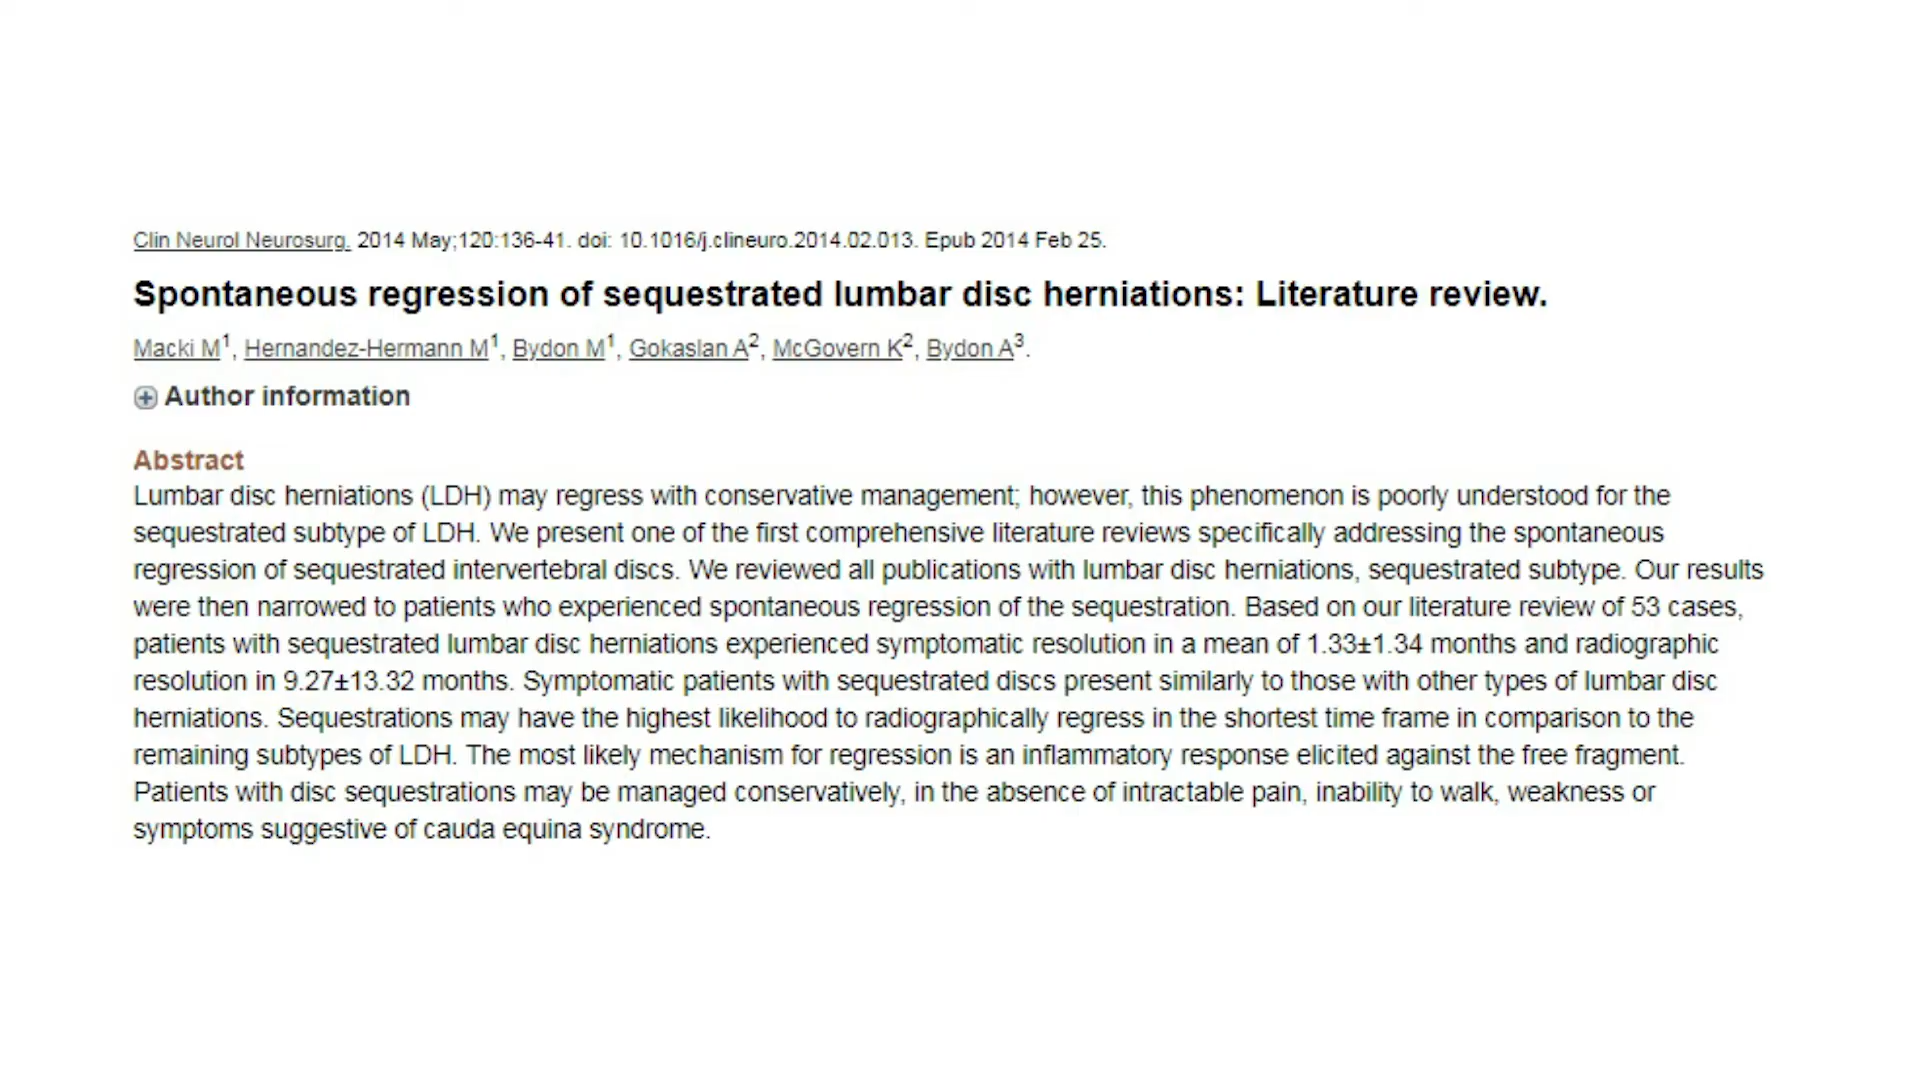 Clin Neurol Neurosurg. 2014 May;120:136-41. doi: 10.1016/j.clineuro.2014.02.013. Epub 2014 Feb 25.
Spontaneous regression of sequestrated lumbar disc herniations: Literature review.
Macki M1, Hernandez-Hermann M1, Bydon M1, Gokaslan A2, McGovern K2, Bydon A3.
Author information
Abstract
Lumbar disc herniations (LDH) may regress with conservative management; however, this phenomenon is poorly understood for the
sequestrated subtype of LDH. We present one of the first comprehensive literature reviews specifically addressing the spontaneous
regression of sequestrated intervertebral discs. We reviewed all publications with lumbar disc herniations, sequestrated subtype. Our results
were then narrowed to patients who experienced spontaneous regression of the sequestration. Based on our literature review of 53 cases,
patients with sequestrated lumbar disc herniations experienced symptomatic resolution in a mean of 1.33±1.34 months and radiographic
resolution in 9.27±13.32 months. Symptomatic patients with sequestrated discs present similarly to those with other types of lumbar disc
herniations. Sequestrations may have the highest likelihood to radiographically regress in the shortest time frame in comparison to the
remaining subtypes of LDH. The most likely mechanism for regression is an inflammatory response elicited against the free fragment.
Patients with disc sequestrations may be managed conservatively, in the absence of intractable pain, inability to walk, weakness or
symptoms suggestive of cauda equina syndrome.